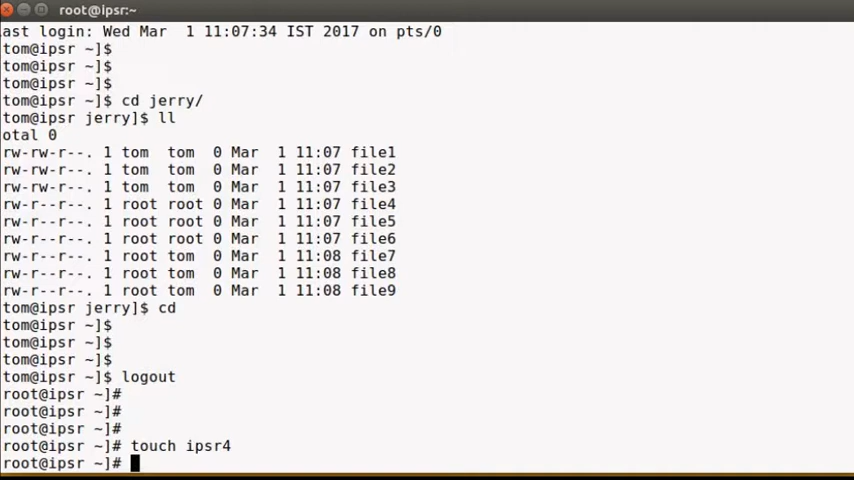 root@ipsr:~
ast login: Wed Mar  1 11:07:34 IST 2017 on pts/0
tom@ipsr ~]$
tom@ipsr ~]$
tom@ipsr ~]$
tom@ipsr ~]$ cd jerry/
tom@ipsr jerry]$ ll
otal 0
rw-rw-r--. 1 tom  tom  0 Mar  1 11:07 file1
rw-rw-r--. 1 tom  tom  0 Mar  1 11:07 file2
rw-rw-r--. 1 tom  tom  0 Mar  1 11:07 file3
rw-r--r--. 1 root root 0 Mar  1 11:07 file4
rw-r--r--. 1 root root 0 Mar  1 11:07 file5
rw-r--r--. 1 root root 0 Mar  1 11:07 file6
rw-r--r--. 1 root tom  0 Mar  1 11:08 file7
rw-r--r--. 1 root tom  0 Mar  1 11:08 file8
rw-r--r--. 1 root tom  0 Mar  1 11:08 file9
tom@ipsr jerry]$ cd
tom@ipsr ~]$
tom@ipsr ~]$
tom@ipsr ~]$
tom@ipsr ~]$ logout
root@ipsr ~]#
root@ipsr ~]#
root@ipsr ~]#
root@ipsr ~]# touch ipsr4
root@ipsr ~]#